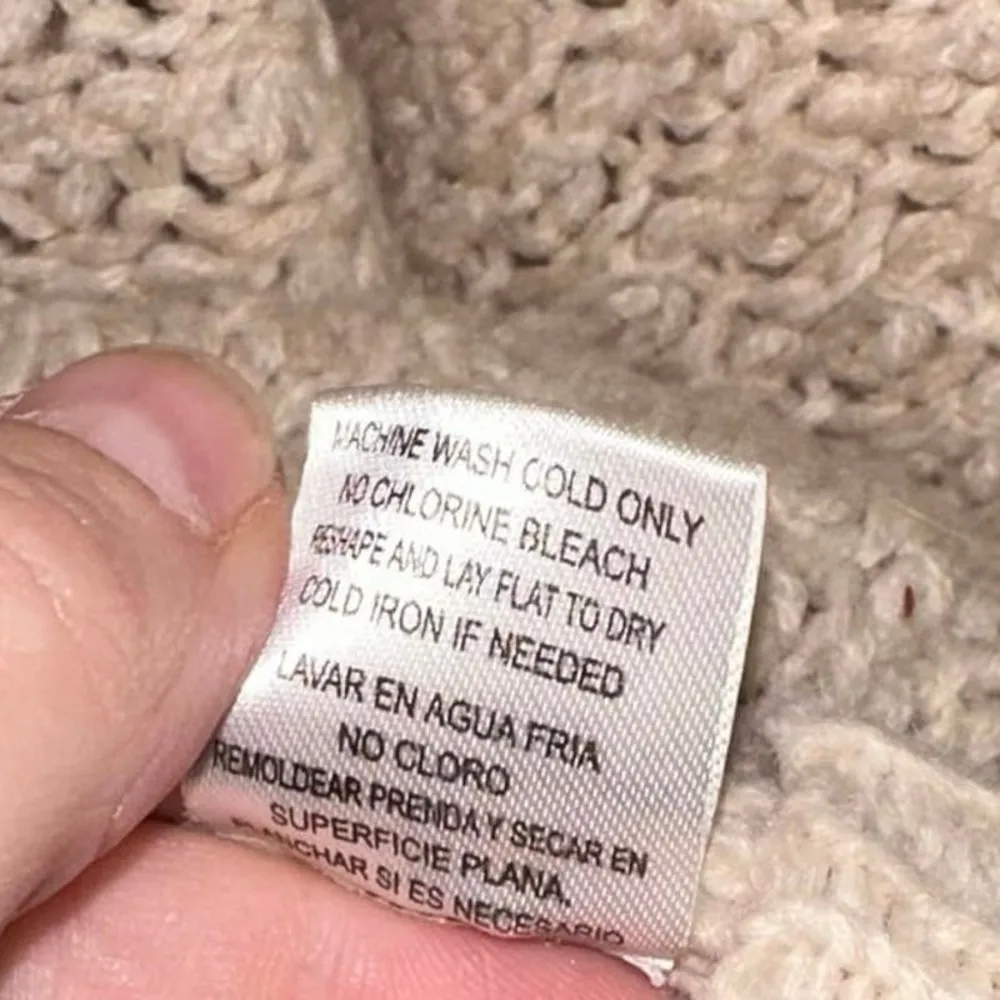 MACHINE WASH COLD ONLY
NO CHLORINE BLEACH
RESHAPE AND LAY FLAT TO DRY
COLD IRON IF NEEDED
LAVAR EN AGUA FRIA
NO CLORO
REMOLDEAR PRENDA Y SECAR EN
SUPERFICIE PLANA.
PLANCHAR SI ES NECESARIO